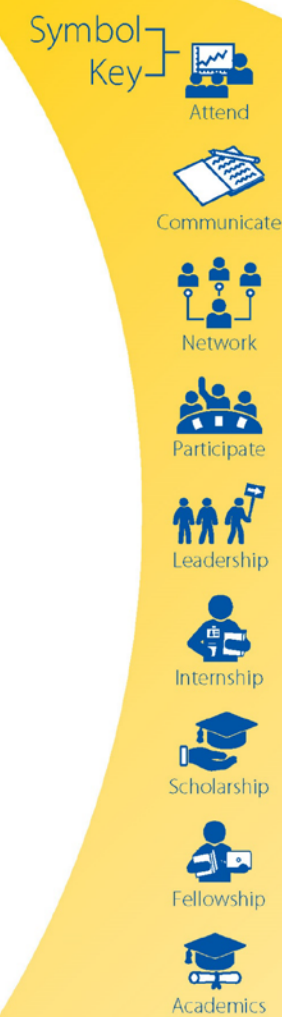 Symbol
Key
Attend
Communicate
Network
Participate
Leadership
Internship
Scholarship
Fellowship
Academics